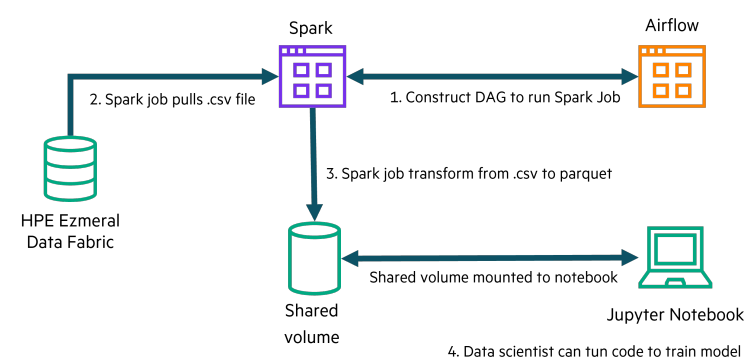 Spark
Airflow
2. Spark job pulls .csv file
1. Construct DAG to run Spark Job
3. Spark job transform from .csv to parquet
HPE Ezmeral
Data Fabric
Shared volume mounted to notebook
Shared
volume
Jupyter Notebook
4. Data scientist can tun code to train model